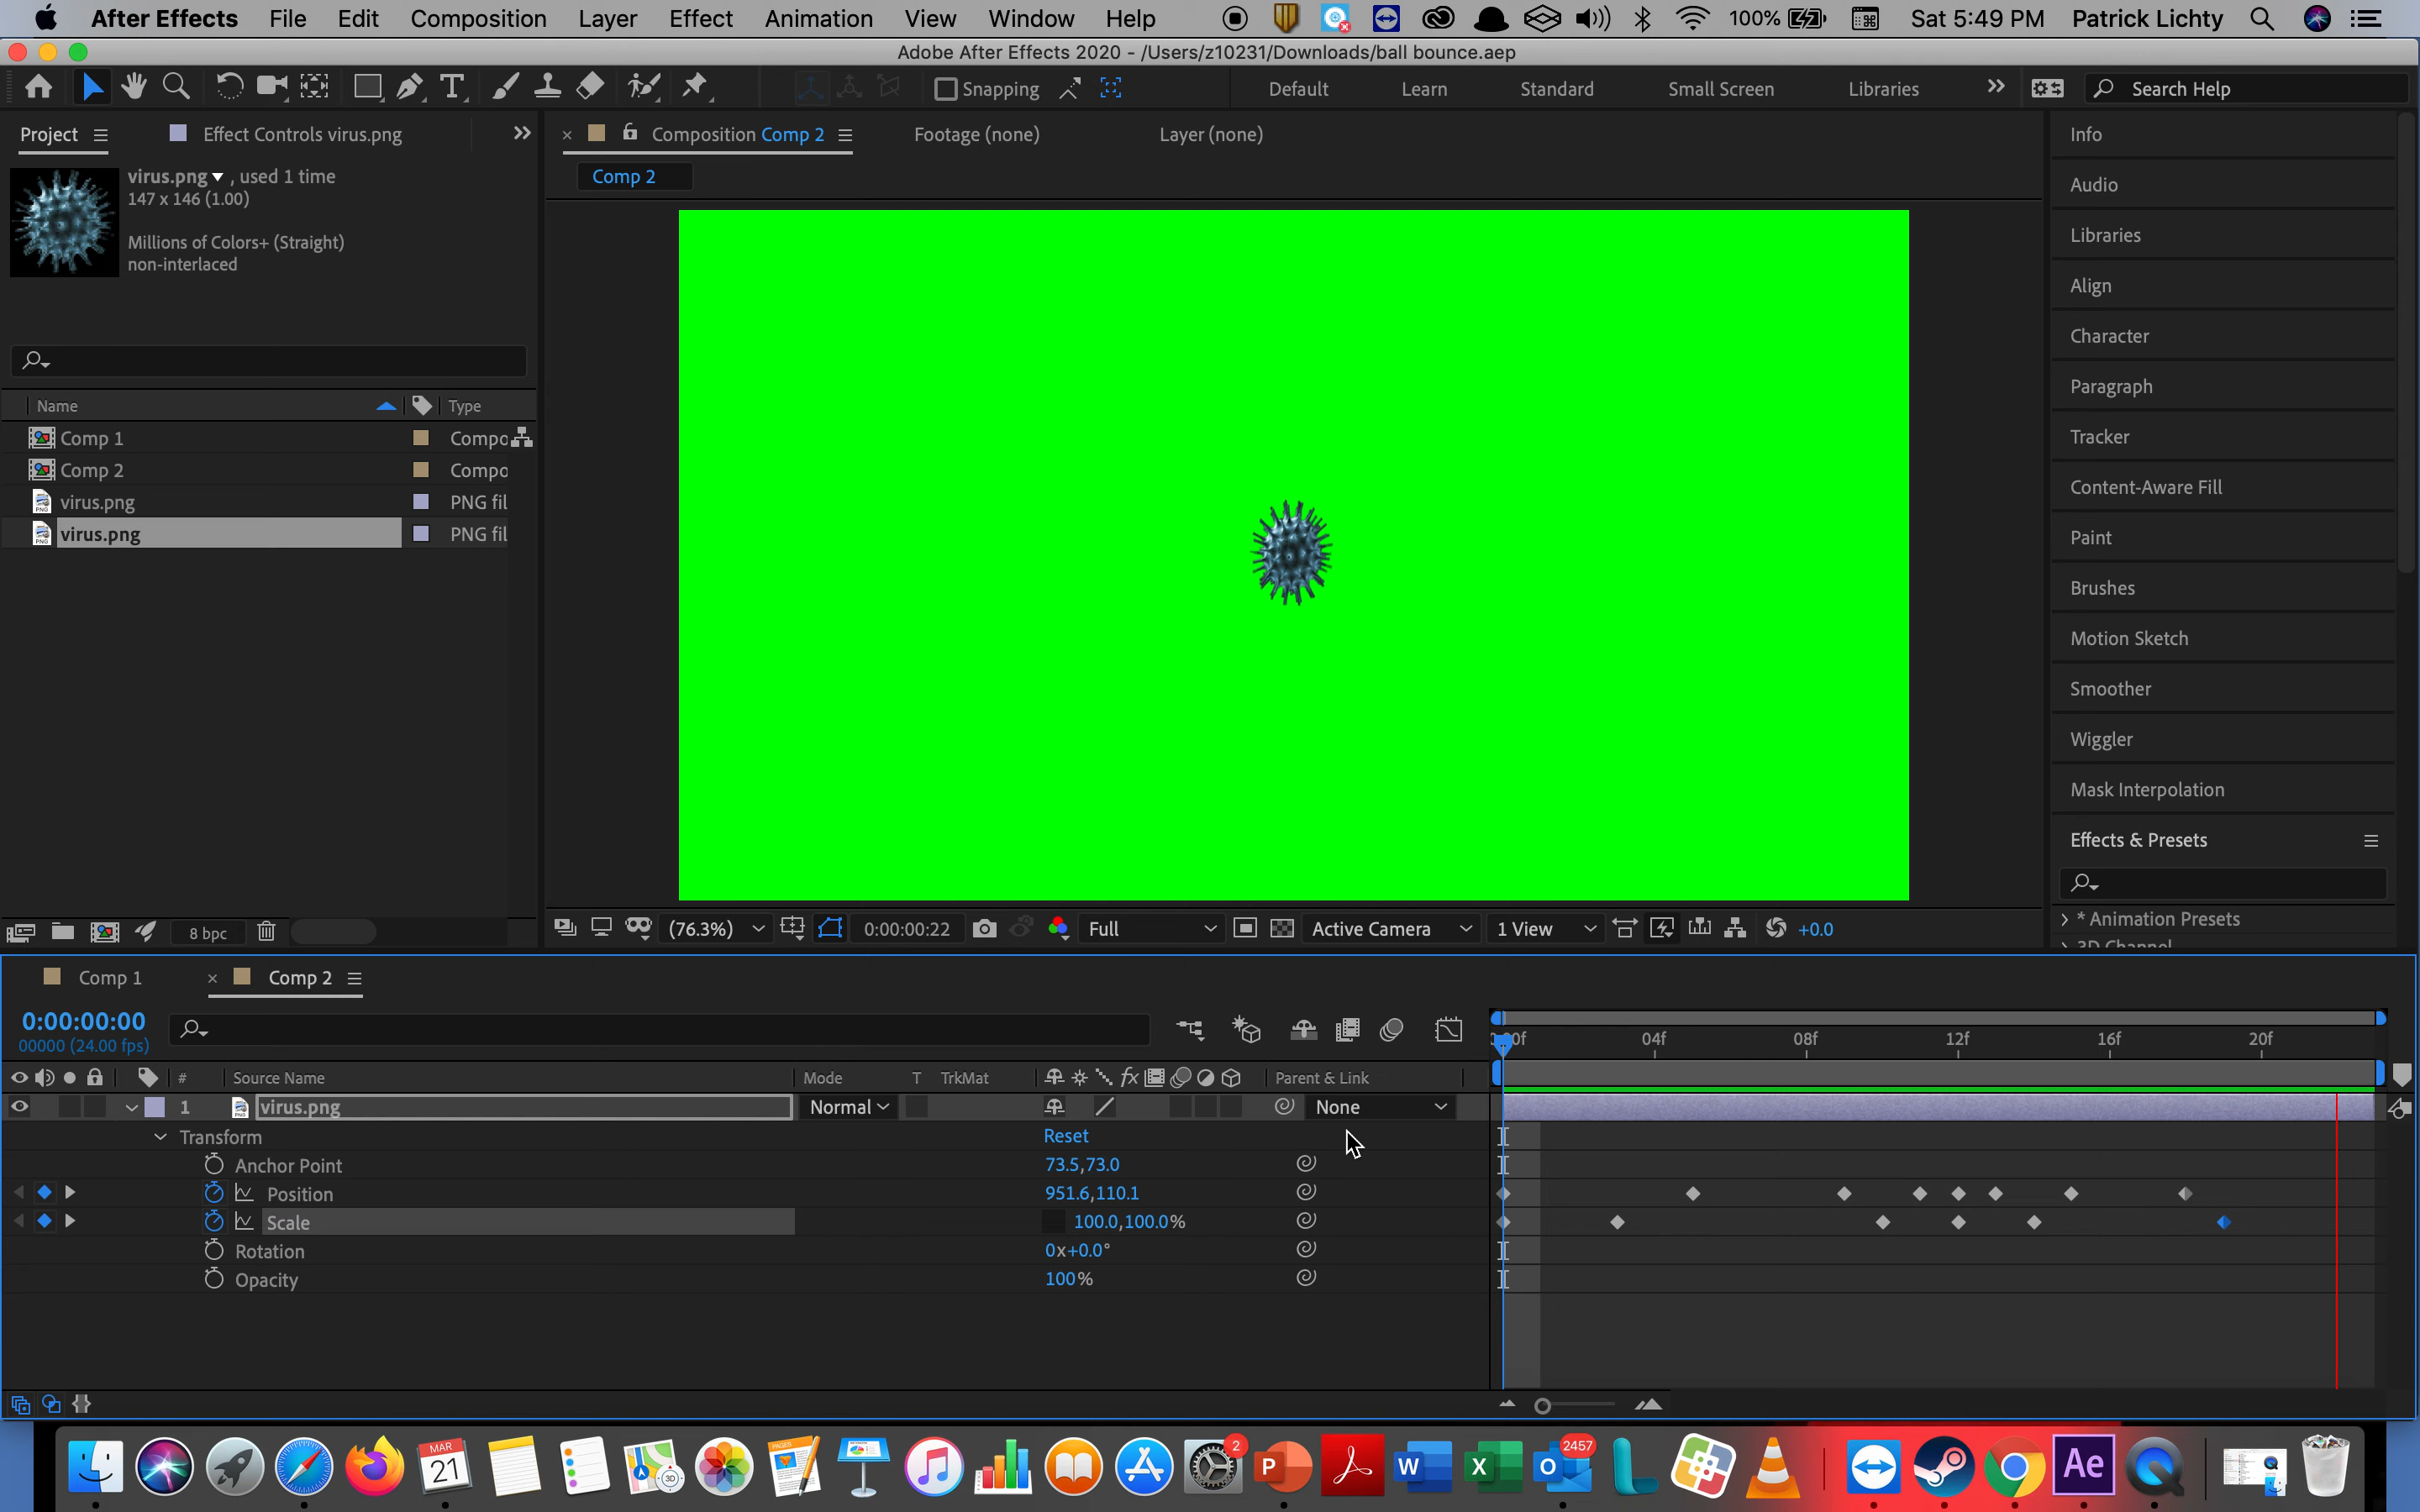 After Effects File Edit Composition Layer Effect Animation View Window Help 100% Sat 5:49 PM Patrick Lichty
Adobe After Effects 2020 - /Users/z10231/Downloads/ball bounce.aep
T Snapping Default Learn Standard Small Screen Libraries Search Help
Project Effect Controls virus.png
Composition Comp 2 Footage (none) Layer (none)
Comp 2
virus.png , used 1 time
147 x 146 (1.00)
Millions of Colors+ (Straight)
non-interlaced
Name Type
Comp 1 Compo
Comp 2 Compo
virus.png PNG fil
virus.png PNG fil
8 bpc
(76.3%) 0:00:00:22 Full Active Camera 1 View +0.0
Info
Audio
Libraries
Align
Character
Paragraph
Tracker
Content-Aware Fill
Paint
Brushes
Motion Sketch
Smoother
Wiggler
Mask Interpolation
Effects & Presets
* Animation Presets
3D Channel
Comp 1 Comp 2
0:00:00:00
00000 (24.00 fps)
04f 08f 12f 16f 20f
# Source Name Mode T TrkMat fx Parent & Link
1 virus.png Normal None
Transform Reset
Anchor Point 73.5,73.0
Position 951.6,110.1
Scale 100.0,100.0%
Rotation 0x+0.0°
Opacity 100%
MAR
21
PAGES
3D
2
P
W
X
O
2457
L
Ae